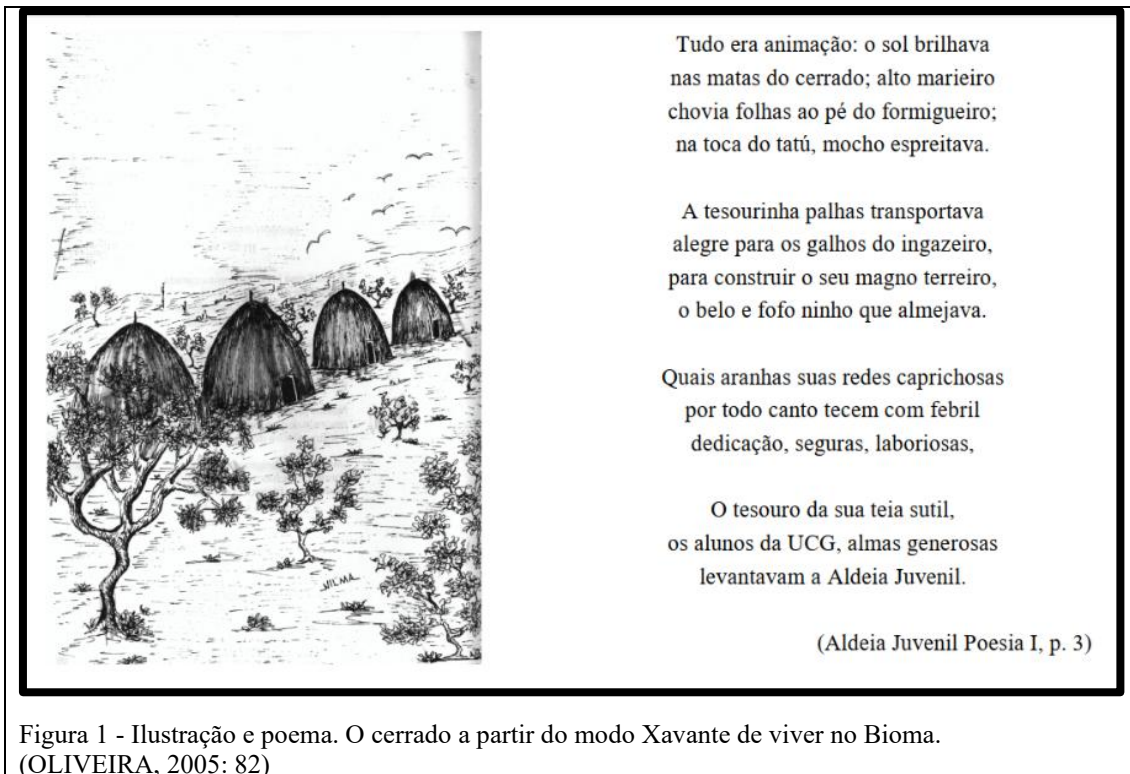 Tudo era animação: o sol brilhava
nas matas do cerrado; alto marieiro
chovia folhas ao pé do formigueiro;
na toca do tatú, mocho espreitava.
A tesourinha palhas transportava
alegre para os galhos do ingazeiro,
para construir o seu magno terreiro,
o belo e fofo ninho que almejava.
Quais aranhas suas redes caprichosas
por todo canto tecem com febril
dedicação, seguras, laboriosas,
O tesouro da sua teia sutil,
os alunos da UCG, almas generosas
levantavam a Aldeia Juvenil.
(Aldeia Juvenil Poesia I, p. 3)
WILMA
Figura 1 - Ilustração e poema. O cerrado a partir do modo Xavante de viver no Bioma.
(OLIVEIRA, 2005: 82)